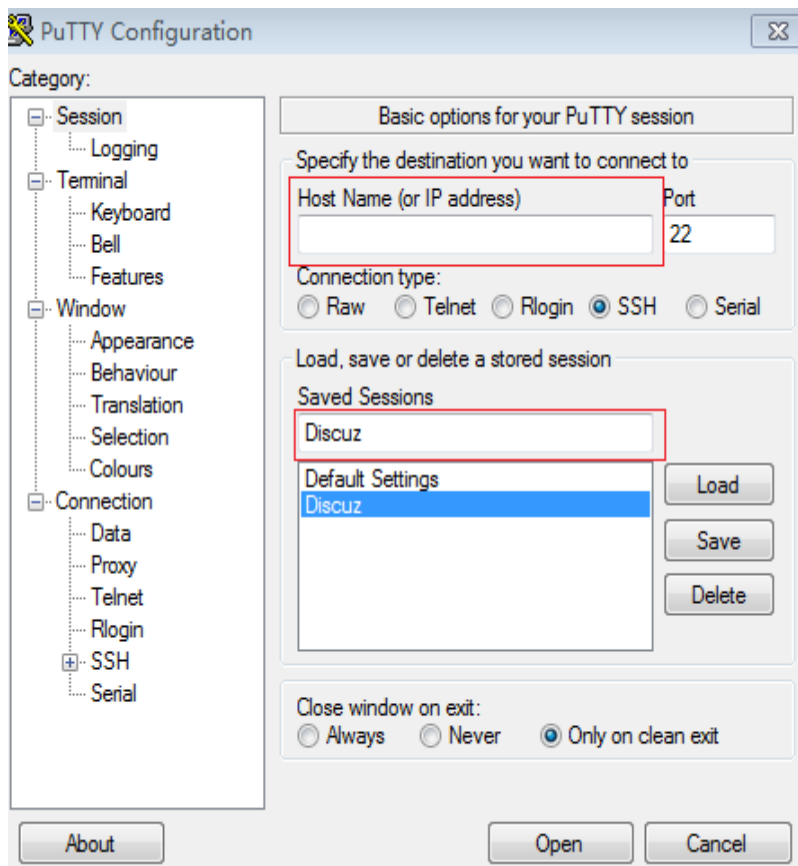 PuTTY Configuration
Category:
Session
Logging
Terminal
Keyboard
Bell
Features
Window
Appearance
Behaviour
Translation
Selection
Colours
Connection
Data
Proxy
Telnet
Rlogin
SSH
Serial
Basic options for your PuTTY session
Specify the destination you want to connect to
Host Name (or IP address) Port
22
Connection type:
Raw Telnet Rlogin SSH Serial
Load, save or delete a stored session
Saved Sessions
Discuz
Default Settings
Discuz
Load
Save
Delete
Close window on exit:
Always Never Only on clean exit
About Open Cancel